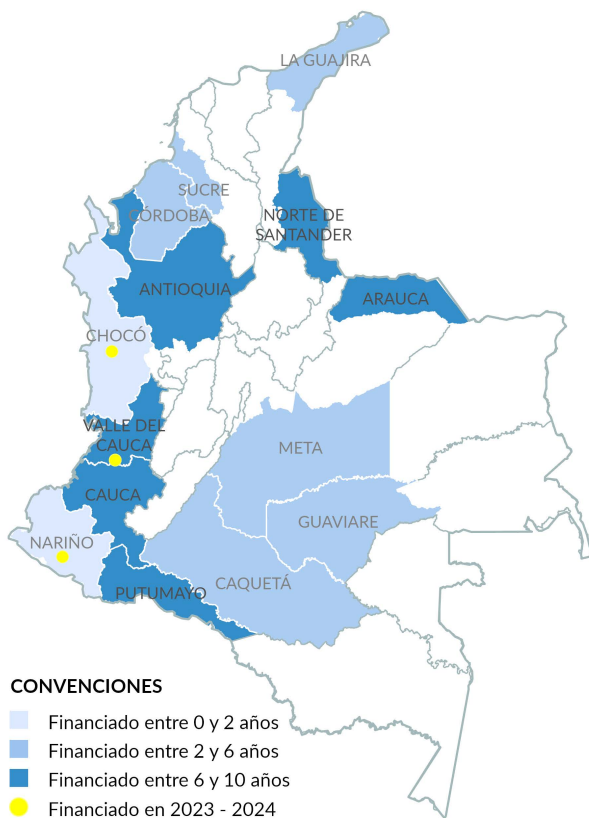 LA GUAJIRA
SUCRE
CÓRDOBA
NORTE DE
SANTANDER
ANTIOQUIA
ARAUCA
CHOCÓ
VALLE DEL
CAUCA
META
CAUCA
GUAVIARE
NARIÑO
CAQUETÁ
PUTUMAYO
CONVENCIONES
Financiado entre 0 y 2 años
Financiado entre 2 y 6 años
Financiado entre 6 y 10 años
Financiado en 2023 - 2024